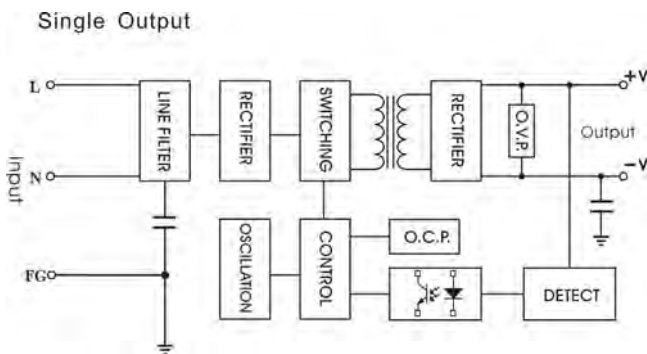 Single Output
L
N
FG
Input
LINE FILTER
RECTIFIER
SWITCHING
RECTIFIER
O.V.P.
+V
Output
-V
OSCILLATION
CONTROL
O.C.P.
DETECT